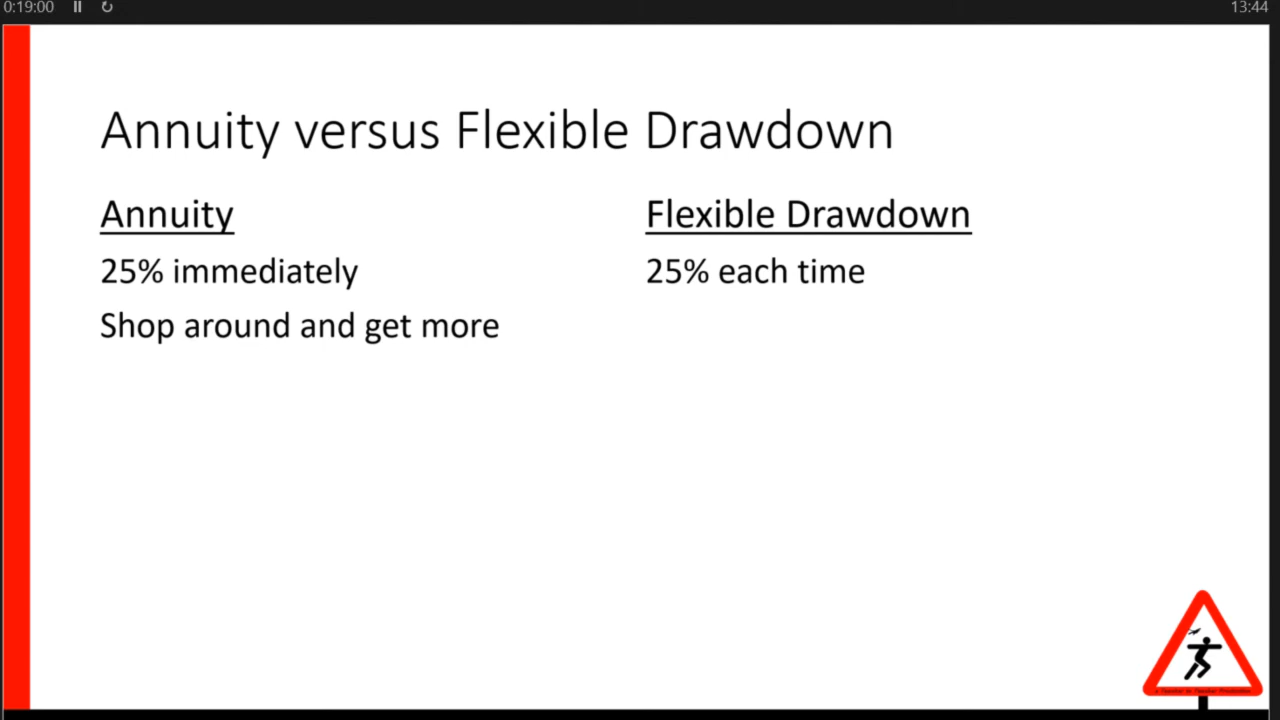 0:19:00
13:44
Annuity versus Flexible Drawdown
Annuity
25% immediately
Shop around and get more
Flexible Drawdown
25% each time